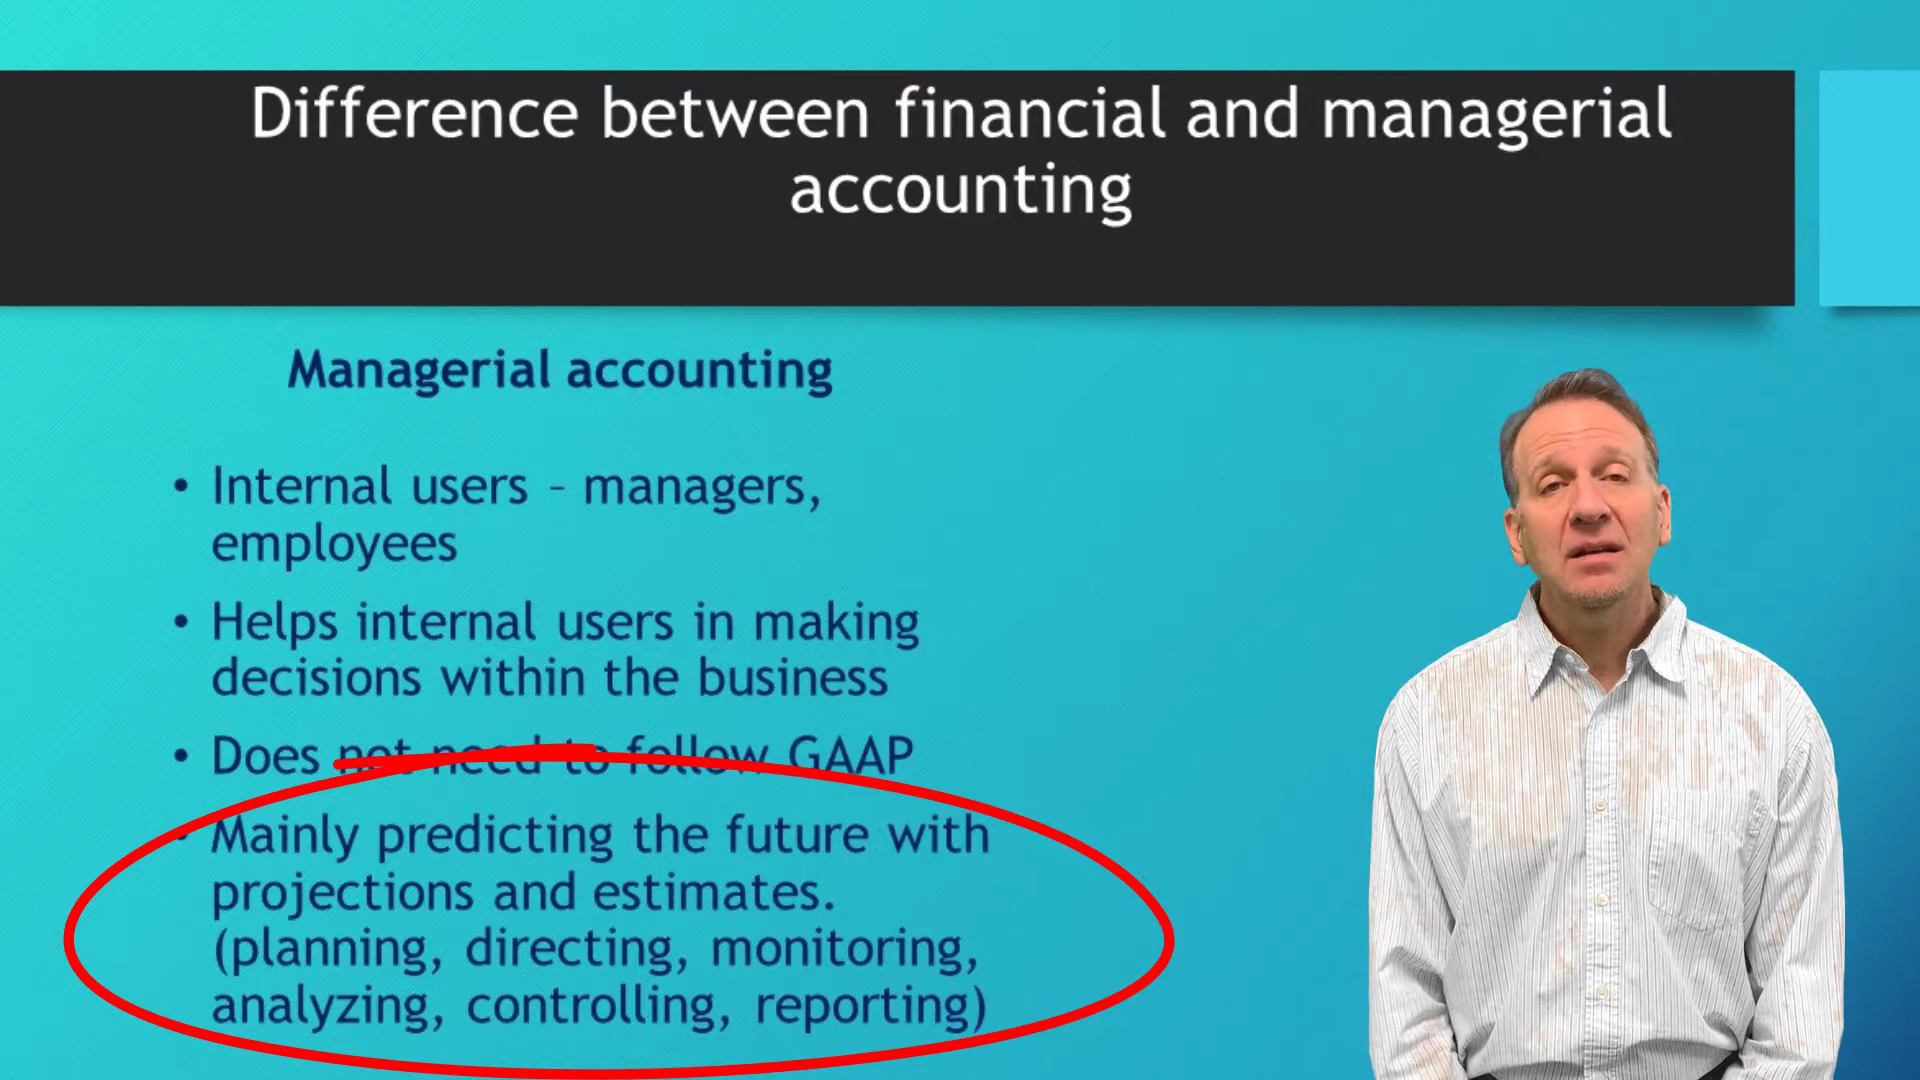 Difference between financial and managerial
accounting
Managerial accounting
• Internal users – managers,
employees
• Helps internal users in making
decisions within the business
• Does not need to follow GAAP
• Mainly predicting the future with
projections and estimates.
(planning, directing, monitoring,
analyzing, controlling, reporting)